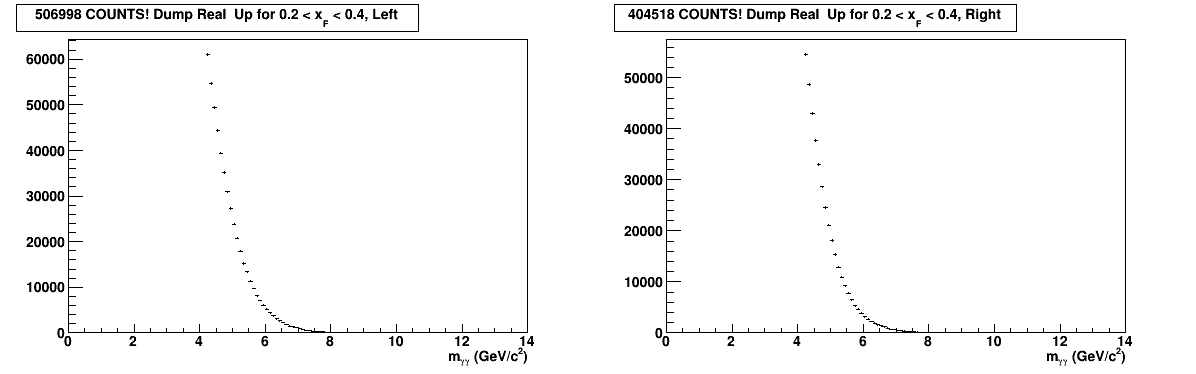 506998 COUNTS! Dump Real Up for 0.2 < x_F < 0.4, Left
60000
50000
40000
30000
20000
10000
0
0 2 4 6 8 10 12 14
m_γγ (GeV/c²)
404518 COUNTS! Dump Real Up for 0.2 < x_F < 0.4, Right
50000
40000
30000
20000
10000
0
0 2 4 6 8 10 12 14
m_γγ (GeV/c²)